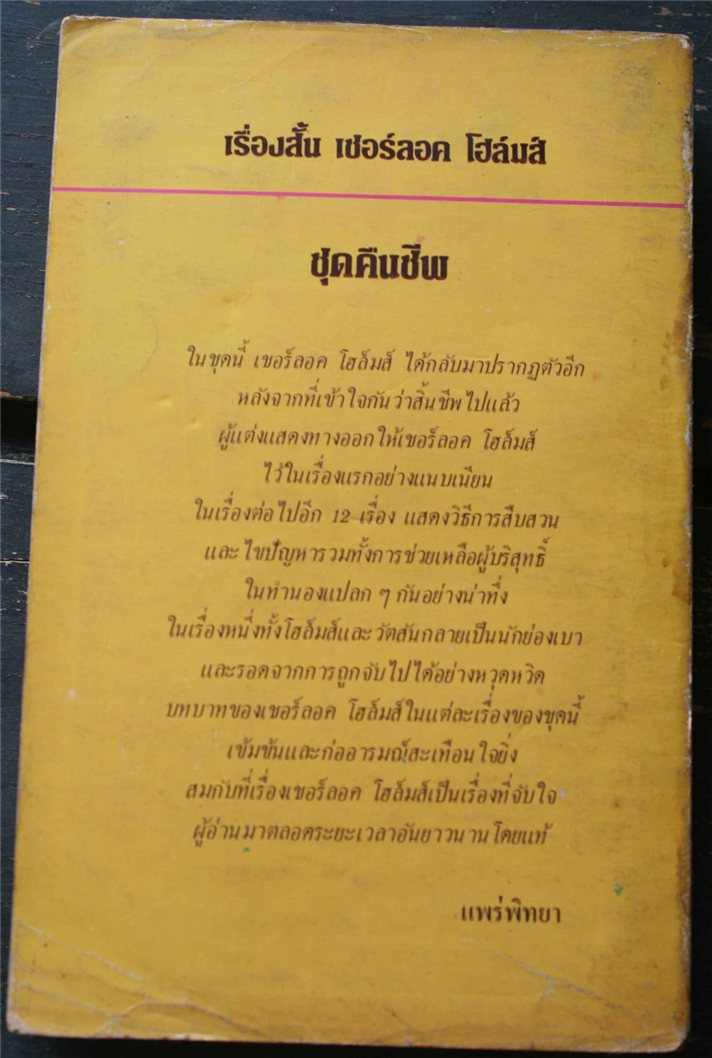 เรื่องสั้น เชอร์ลอค โฮล์มส์
ชุดคืนชีพ
ในชุดนี้ เชอร์ลอค โฮล์มส์ ได้กลับมาปรากฏตัวอีก
หลังจากที่เข้าใจกันว่าสิ้นชีพไปแล้ว
ผู้แต่งแสดงทางออกให้เชอร์ลอค โฮล์มส์
ไว้ในเรื่องแรกอย่างแนบเนียน
ในเรื่องต่อไปอีก 12 เรื่อง แสดงวิธีการสืบสวน
และไขปัญหารวมทั้งการช่วยเหลือผู้บริสุทธิ์
ในทำนองแปลก ๆ กันอย่างน่าทึ่ง
ในเรื่องหนึ่งทั้งโฮล์มส์และวัตสันกลายเป็นนักย่องเบา
และรอดจากการถูกจับไปได้อย่างหวุดหวิด
บทบาทของเชอร์ลอค โฮล์มส์ในแต่ละเรื่องของชุดนี้
เข้มข้นและก่ออารมณ์สะเทือนใจยิ่ง
สมกับที่เรื่องเชอร์ลอค โฮล์มส์เป็นเรื่องที่จับใจ
ผู้อ่านมาตลอดระยะเวลาอันยาวนานโดยแท้
แพร่พิทยา